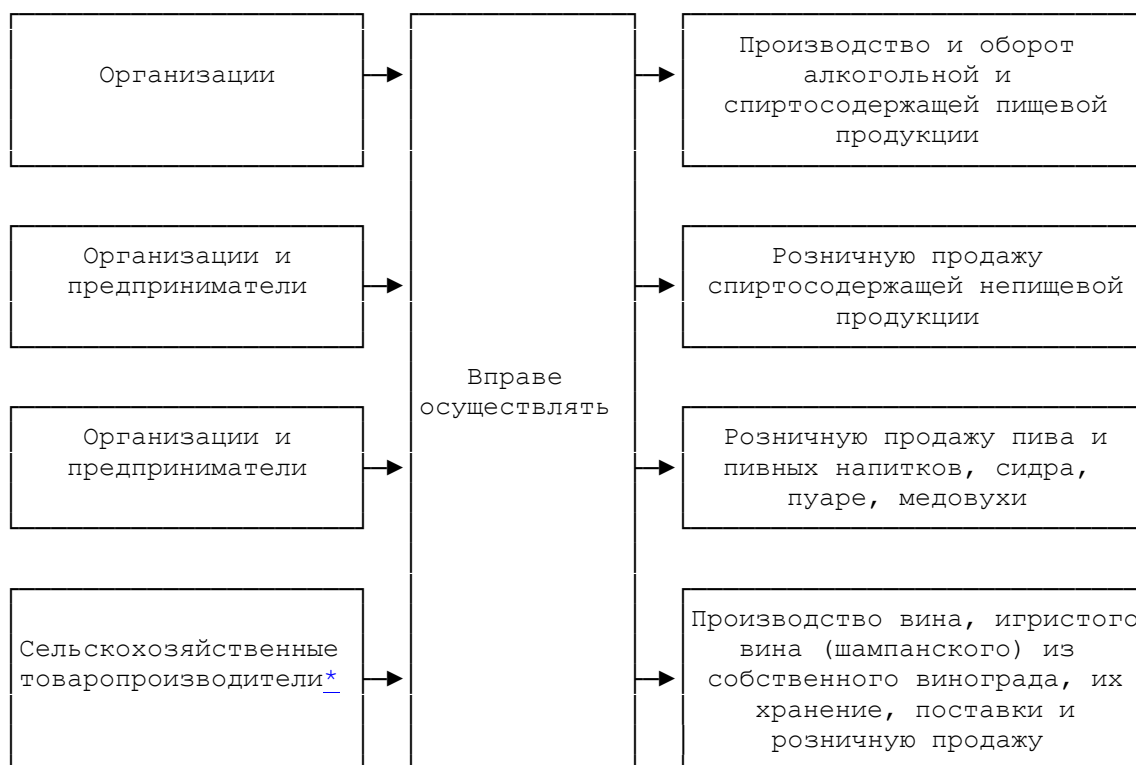 Организации
Производство и оборот
алкогольной и
спиртосодержащей пищевой
продукции
Организации и
предприниматели
Розничную продажу
спиртосодержащей непищевой
продукции
Вправе
осуществлять
Организации и
предприниматели
Розничную продажу пива и
пивных напитков, сидра,
пуаре, медовухи
Сельскохозяйственные
товаропроизводители*
Производство вина, игристого
вина (шампанского) из
собственного винограда, их
хранение, поставки и
розничную продажу